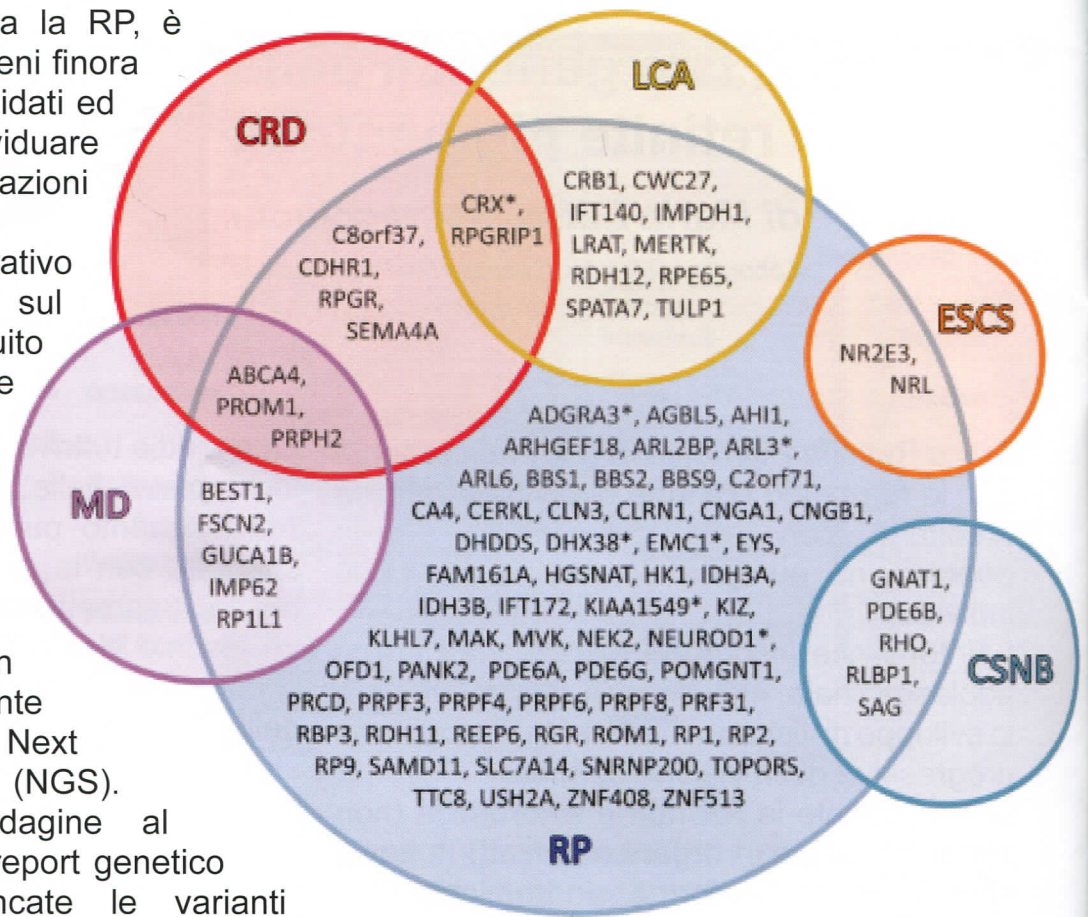 a la RP, è
eni finora
idati ed
viduare
azioni
ativo
sul
uito
e
n
nte
Next
(NGS).
dagine al
report genetico
ncate le varianti
CRD
LCA
CRX*,
RPGRIP1
CRB1, CWC27,
IFT140, IMPDH1,
LRAT, MERTK,
RDH12, RPE65,
SPATA7, TULP1
C8orf37,
CDHR1,
RPGR,
SEMA4A
ESCS
NR2E3,
NRL
ABCA4,
PROM1,
PRPH2
MD
BEST1,
FSCN2,
GUCA1B,
IMP62
RP1L1
ADGRA3*, AGBL5, AHI1,
ARHGEF18, ARL2BP, ARL3*,
ARL6, BBS1, BBS2, BBS9, C2orf71,
CA4, CERKL, CLN3, CLRN1, CNGA1, CNGB1,
DHDDS, DHX38*, EMC1*, EYS,
FAM161A, HGSNAT, HK1, IDH3A,
IDH3B, IFT172, KIAA1549*, KIZ,
KLHL7, MAK, MVK, NEK2, NEUROD1*,
OFD1, PANK2, PDE6A, PDE6G, POMGNT1,
PRCD, PRPF3, PRPF4, PRPF6, PRPF8, PRF31,
RBP3, RDH11, REEP6, RGR, ROM1, RP1, RP2,
RP9, SAMD11, SLC7A14, SNRNP200, TOPORS,
TTC8, USH2A, ZNF408, ZNF513
RP
GNAT1,
PDE6B,
RHO,
RLBP1,
SAG
CSNB